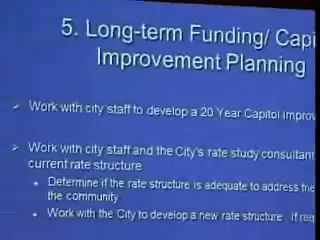 5. Long-term Funding/ Capi
Improvement Planning
Work with city staff to develop a 20 Year Capitol improv
Work with city staff and the City's rate study consultant
current rate structure
Determine if the rate structure is adequate to address the
the community
Work with the City to develop a new rate structure . If